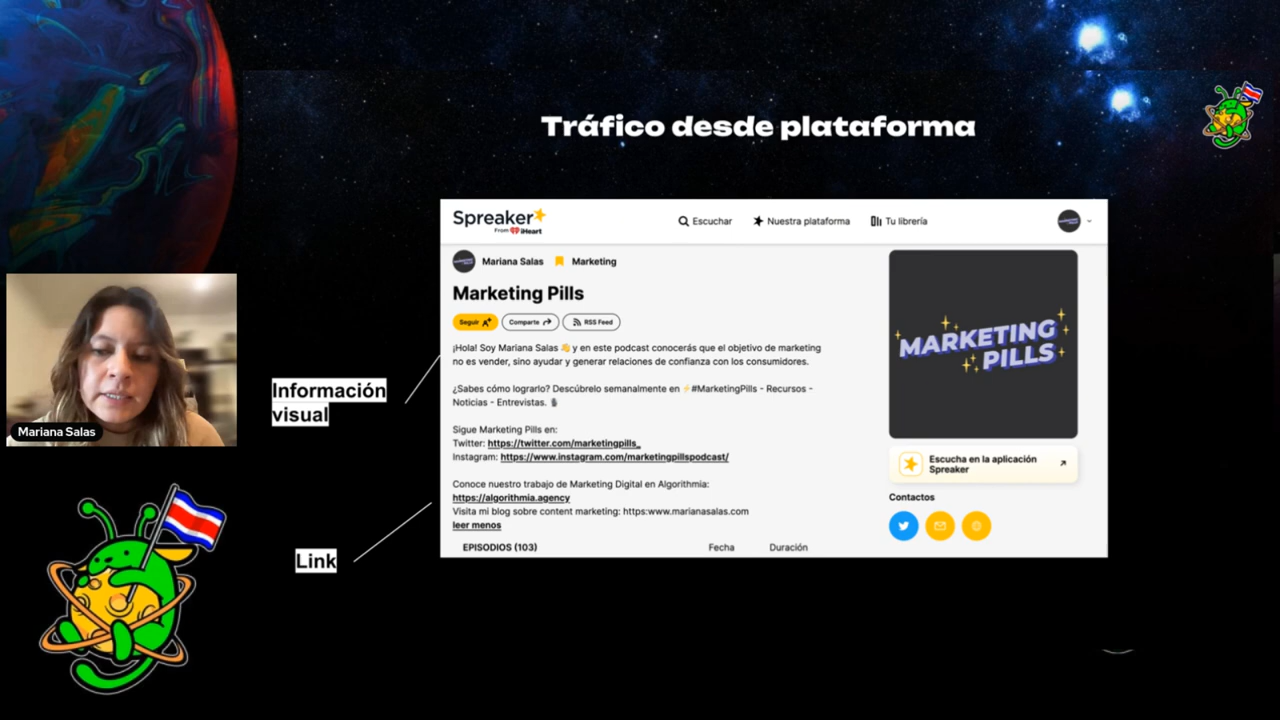 Tráfico desde plataforma
Spreaker
From iHeart
Escuchar
Nuestra plataforma
Tu librería
Mariana Salas
Marketing
Marketing Pills
Seguir
Comparte
RSS Feed
¡Hola! Soy Mariana Salas 👋 y en este podcast conocerás que el objetivo de marketing
no es vender, sino ayudar y generar relaciones de confianza con los consumidores.
¿Sabes cómo lograrlo? Descúbrelo semanalmente en ⚡#MarketingPills - Recursos -
Noticias - Entrevistas. 🎙
Sigue Marketing Pills en:
Twitter: https://twitter.com/marketingpills_
Instagram: https://www.instagram.com/marketingpillspodcast/
Conoce nuestro trabajo de Marketing Digital en Algorithmia:
https://algorithmia.agency
Visita mi blog sobre content marketing: https:www.marianasalas.com
leer menos
EPISODIOS (103)
Fecha
Duración
MARKETING
PILLS
Escucha en la aplicación
Spreaker
Contactos
Información
visual
Link
Mariana Salas